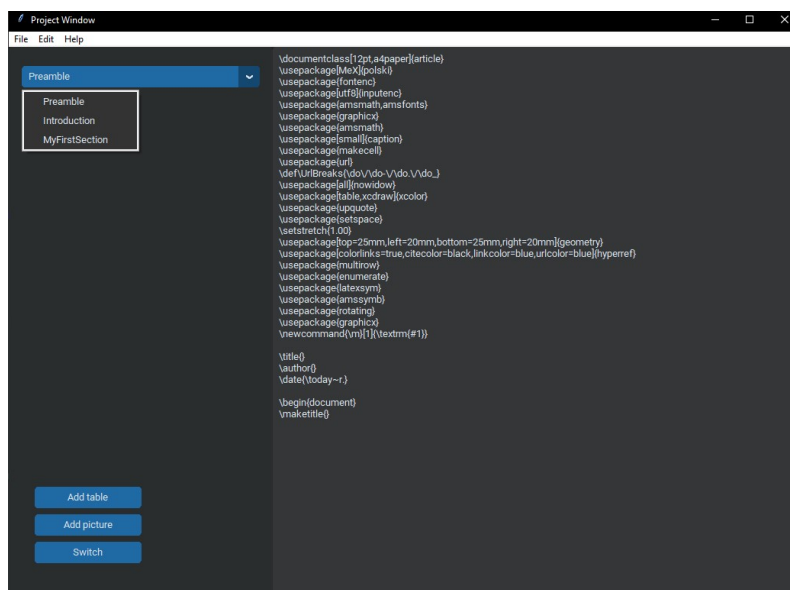 Project Window
File Edit Help
Preamble
Preamble
Introduction
MyFirstSection
\documentclass[12pt,a4paper]{article}
\usepackage[MeX]{polski}
\usepackage{fontenc}
\usepackage[utf8]{inputenc}
\usepackage{amsmath,amsfonts}
\usepackage{graphicx}
\usepackage{amsmath}
\usepackage[small]{caption}
\usepackage{makecell}
\usepackage{url}
\def\UrlBreaks{\do\/\do-\/\do.\/\do_}
\usepackage[all]{nowidow}
\usepackage[table,xcdraw]{xcolor}
\usepackage{upquote}
\usepackage{setspace}
\setstretch{1.00}
\usepackage[top=25mm,left=20mm,bottom=25mm,right=20mm]{geometry}
\usepackage[colorlinks=true,citecolor=black,linkcolor=blue,urlcolor=blue]{hyperref}
\usepackage{multirow}
\usepackage{enumerate}
\usepackage{latexsym}
\usepackage{amssymb}
\usepackage{rotating}
\usepackage{graphicx}
\newcommand{\m}[1]{\textrm{#1}}
\title{}
\author{}
\date{\today~r.}
\begin{document}
\maketitle{}
Add table
Add picture
Switch